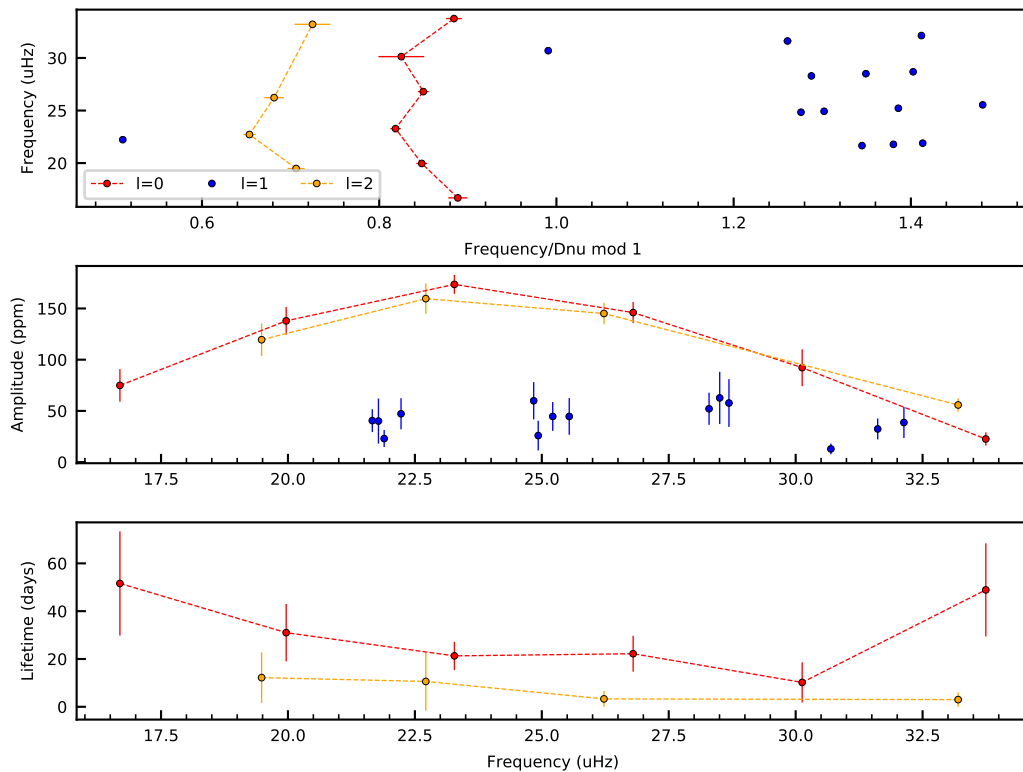 Frequency (uHz)
30
25
20
l=0 l=1 l=2
0.6 0.8 1.0 1.2 1.4
Frequency/Dnu mod 1
Amplitude (ppm)
150
100
50
0
17.5 20.0 22.5 25.0 27.5 30.0 32.5
Lifetime (days)
60
40
20
0
17.5 20.0 22.5 25.0 27.5 30.0 32.5
Frequency (uHz)